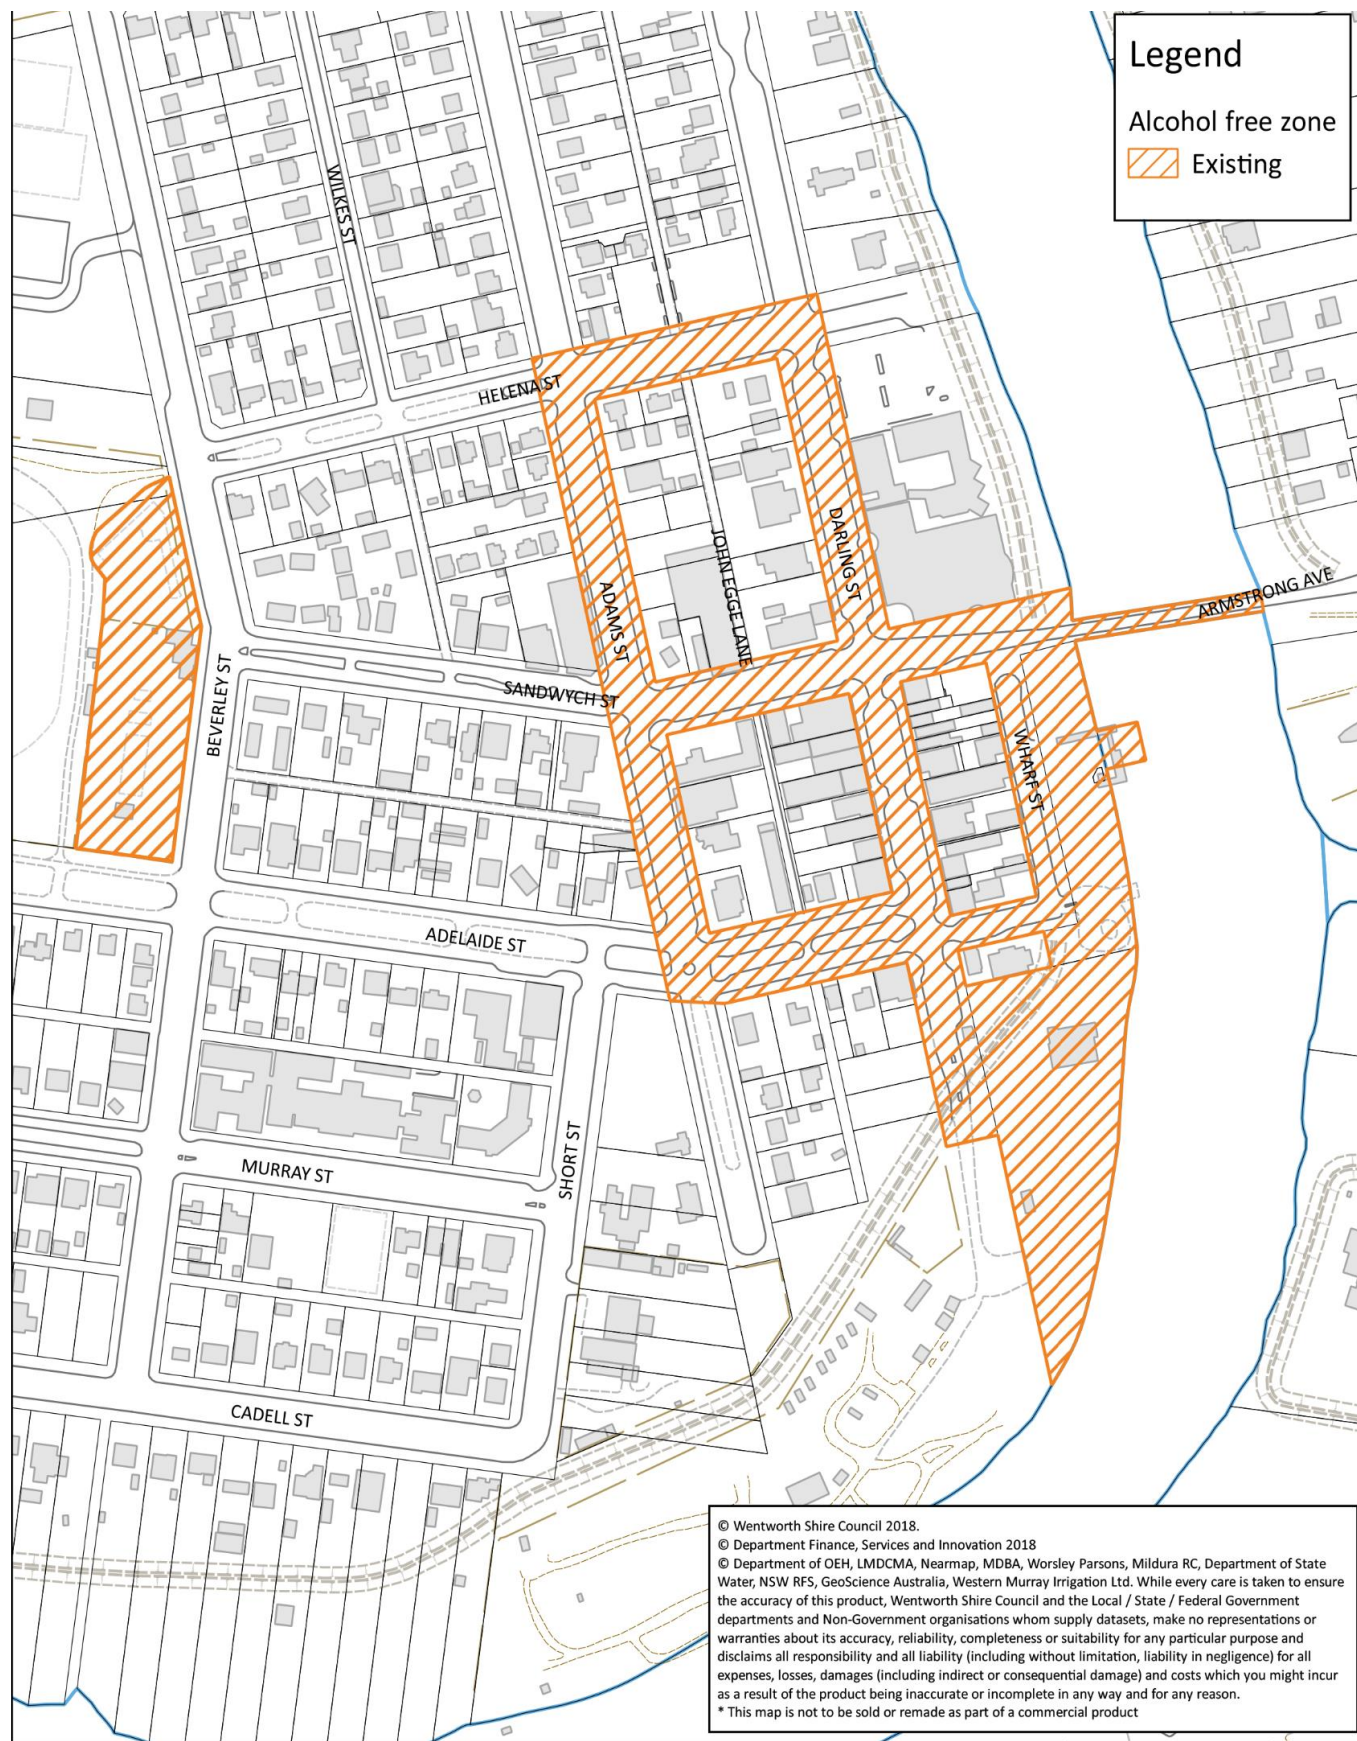 Legend
Alcohol free zone
Existing
WILKES ST
HELENA ST
DARLING ST
JOHN EGGE LANE
ADAMS ST
ARMSTRONG AVE
BEVERLEY ST
SANDWYCH ST
WHARF ST
ADELAIDE ST
SHORT ST
MURRAY ST
CADELL ST
© Wentworth Shire Council 2018.
© Department Finance, Services and Innovation 2018
© Department of OEH, LMDCMA, Nearmap, MDBA, Worsley Parsons, Mildura RC, Department of State
Water, NSW RFS, GeoScience Australia, Western Murray Irrigation Ltd. While every care is taken to ensure
the accuracy of this product, Wentworth Shire Council and the Local / State / Federal Government
departments and Non-Government organisations whom supply datasets, make no representations or
warranties about its accuracy, reliability, completeness or suitability for any particular purpose and
disclaims all responsibility and all liability (including without limitation, liability in negligence) for all
expenses, losses, damages (including indirect or consequential damage) and costs which you might incur
as a result of the product being inaccurate or incomplete in any way and for any reason.
* This map is not to be sold or remade as part of a commercial product